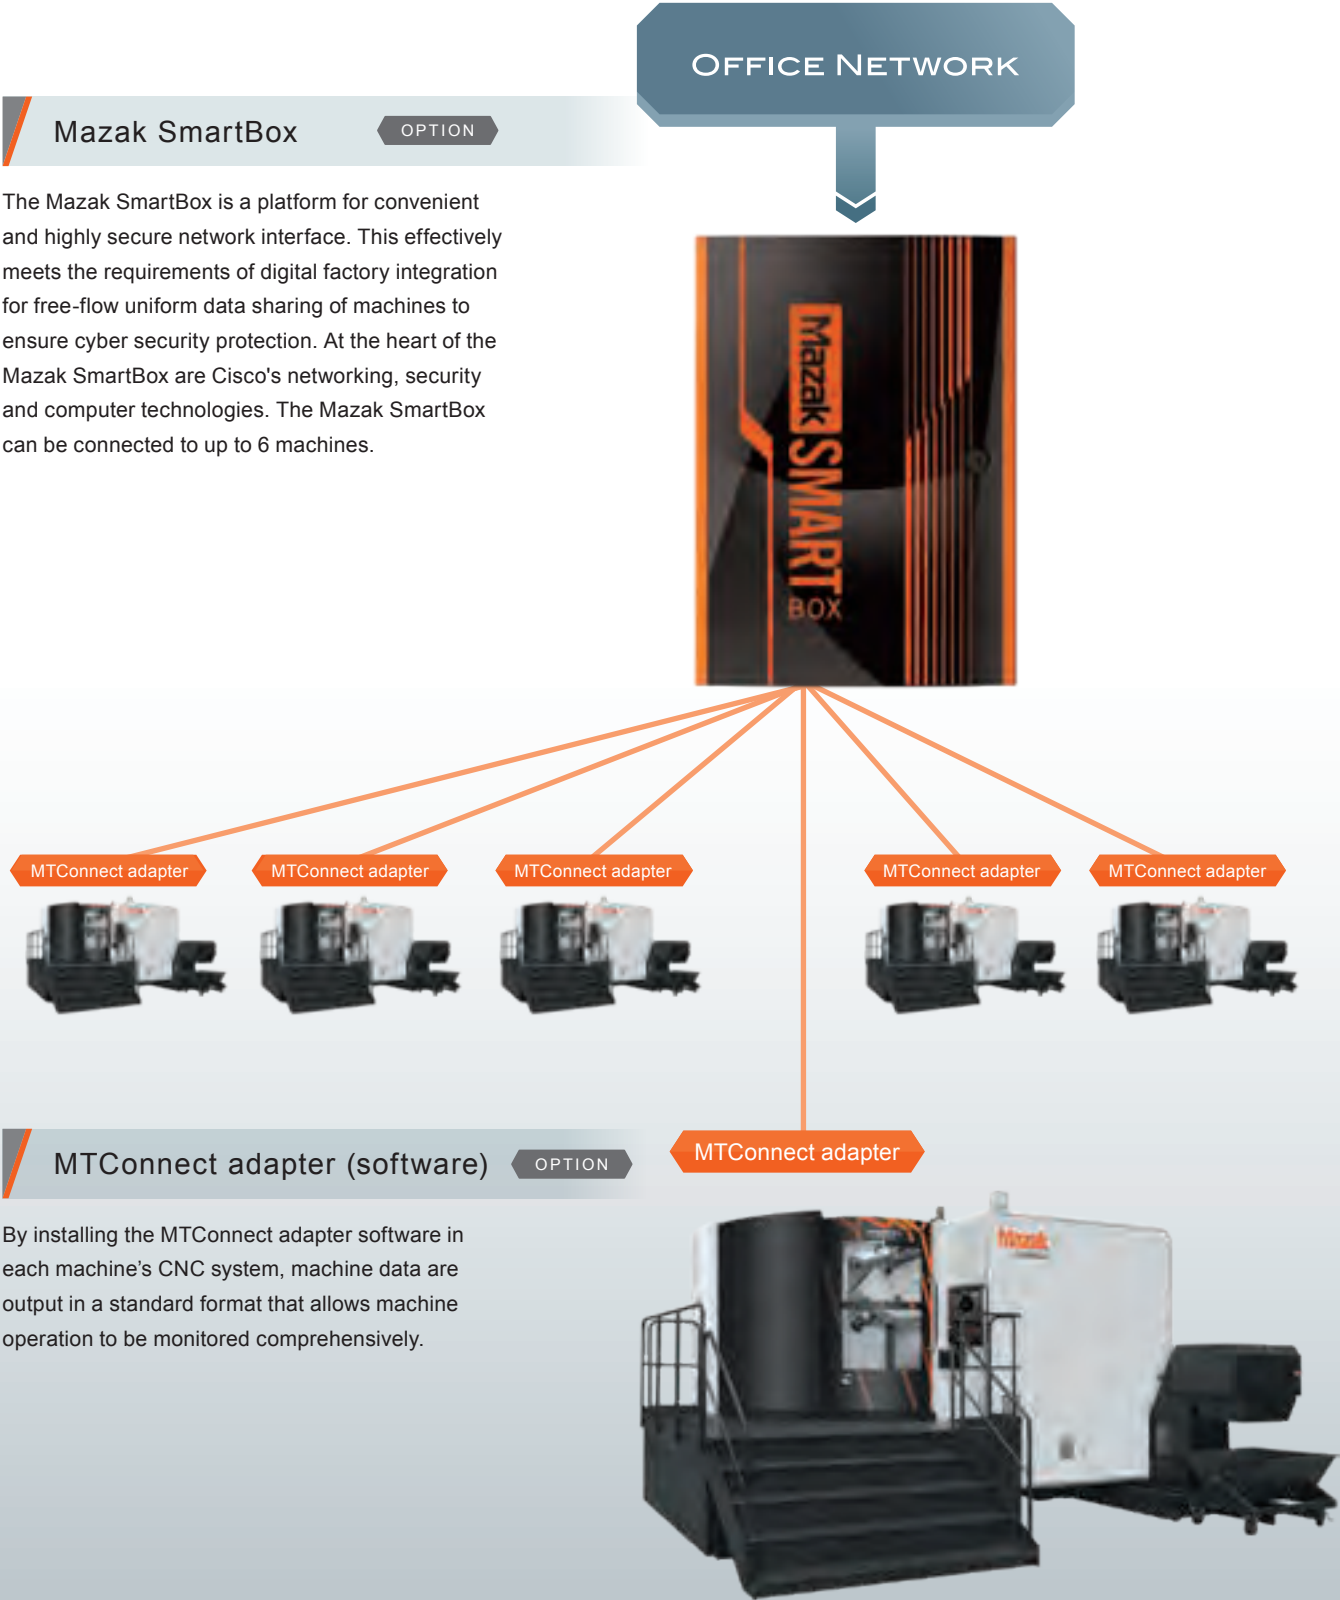 OFFICE NETWORK
Mazak SmartBox
OPTION
The Mazak SmartBox is a platform for convenient
and highly secure network interface. This effectively
meets the requirements of digital factory integration
for free-flow uniform data sharing of machines to
ensure cyber security protection. At the heart of the
Mazak SmartBox are Cisco's networking, security
and computer technologies. The Mazak SmartBox
can be connected to up to 6 machines.
Mazak SMART
BOX
MTConnect adapter
MTConnect adapter
MTConnect adapter
MTConnect adapter
MTConnect adapter
MTConnect adapter (software)
OPTION
MTConnect adapter
By installing the MTConnect adapter software in
each machine’s CNC system, machine data are
output in a standard format that allows machine
operation to be monitored comprehensively.
Mazak